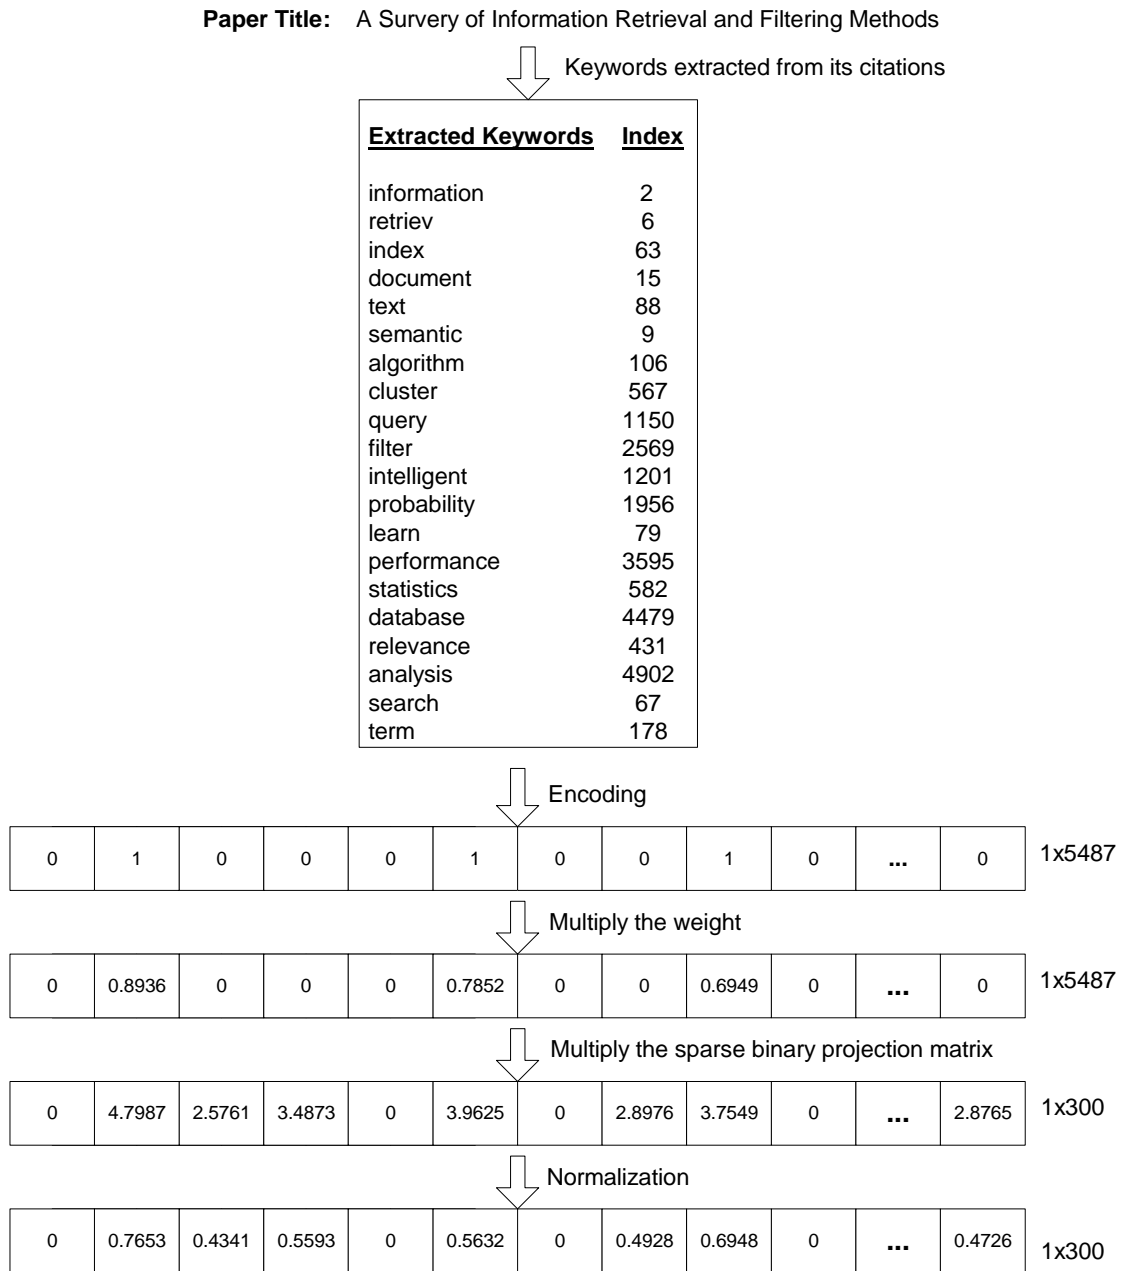 Paper Title: A Survery of Information Retrieval and Filtering Methods
Keywords extracted from its citations
Extracted Keywords Index
information 2
retriev 6
index 63
document 15
text 88
semantic 9
algorithm 106
cluster 567
query 1150
filter 2569
intelligent 1201
probability 1956
learn 79
performance 3595
statistics 582
database 4479
relevance 431
analysis 4902
search 67
term 178
Encoding
0 1 0 0 0 1 0 0 1 0 ... 0 1x5487
Multiply the weight
0 0.8936 0 0 0 0.7852 0 0 0.6949 0 ... 0 1x5487
Multiply the sparse binary projection matrix
0 4.7987 2.5761 3.4873 0 3.9625 0 2.8976 3.7549 0 ... 2.8765 1x300
Normalization
0 0.7653 0.4341 0.5593 0 0.5632 0 0.4928 0.6948 0 ... 0.4726 1x300